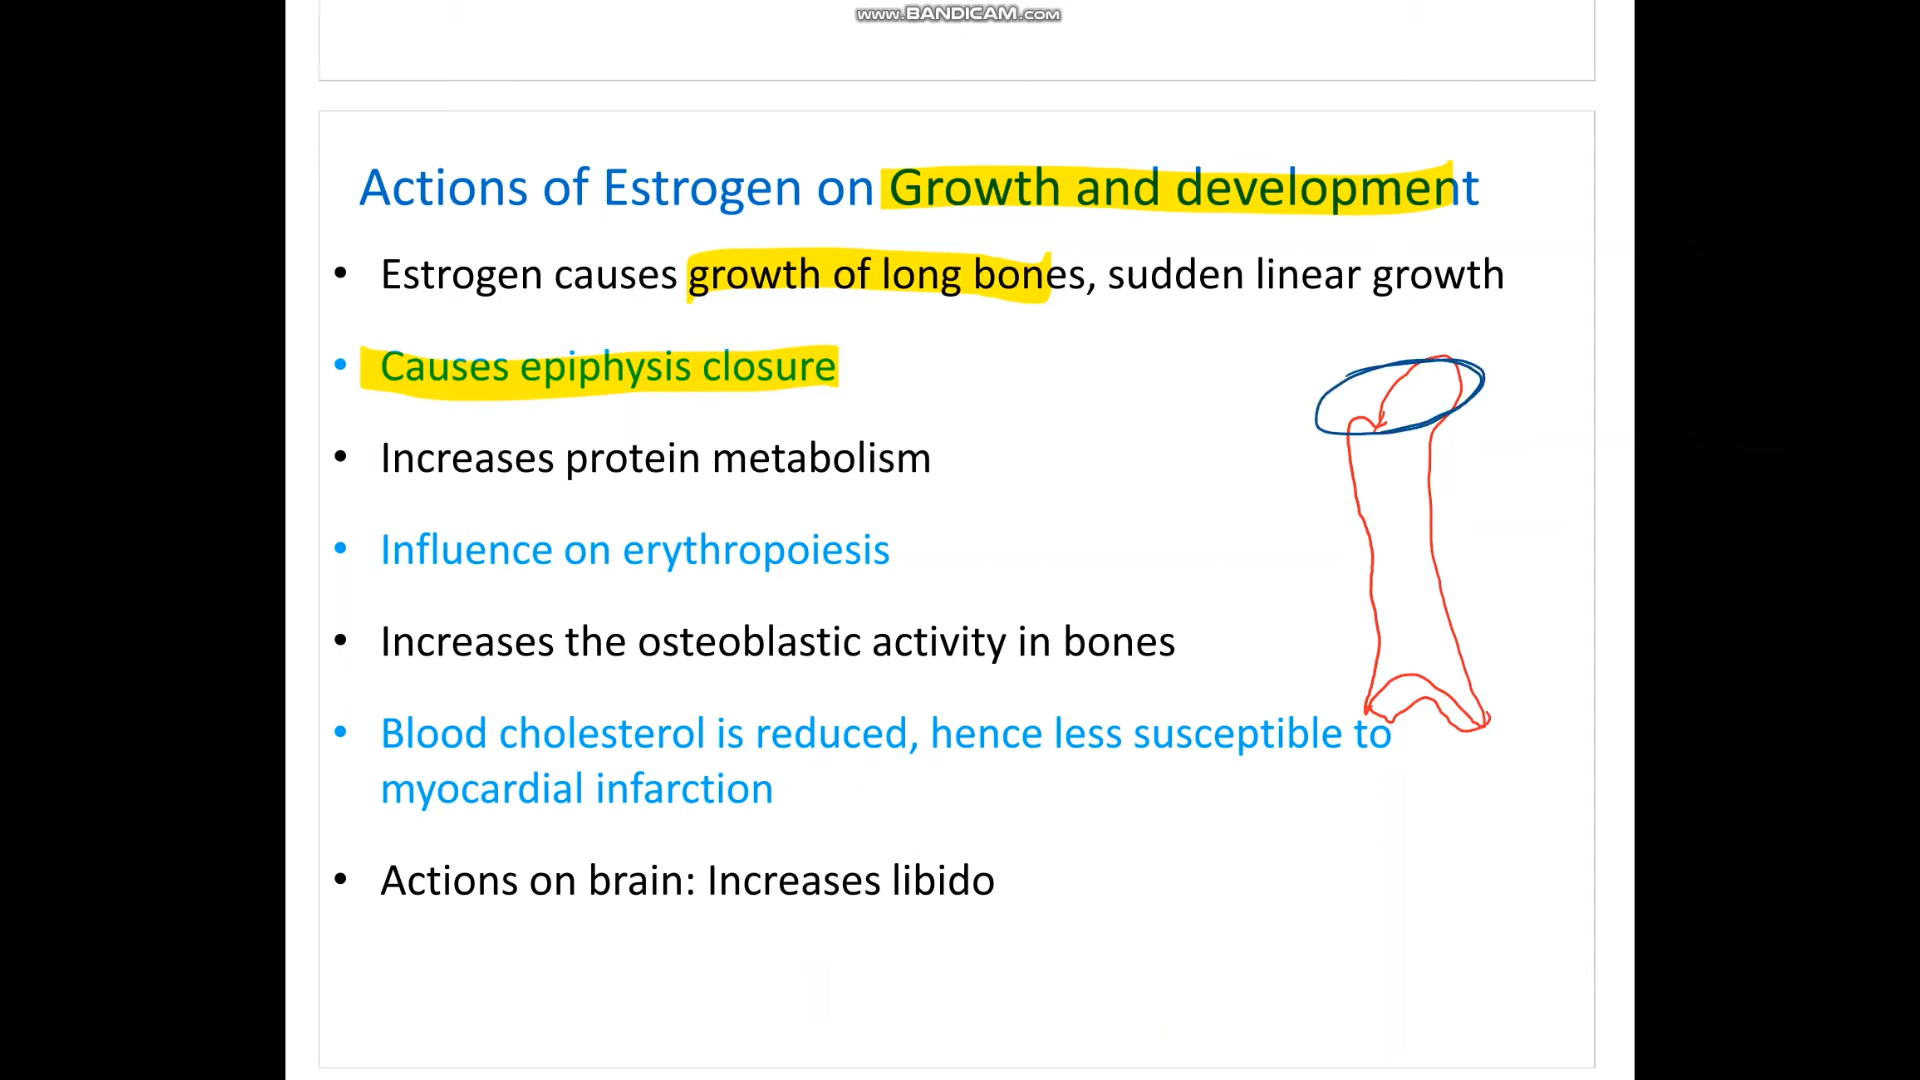 www.BANDICAM.com
Actions of Estrogen on Growth and development
• Estrogen causes growth of long bones, sudden linear growth
• Causes epiphysis closure
• Increases protein metabolism
• Influence on erythropoiesis
• Increases the osteoblastic activity in bones
• Blood cholesterol is reduced, hence less susceptible to
myocardial infarction
• Actions on brain: Increases libido